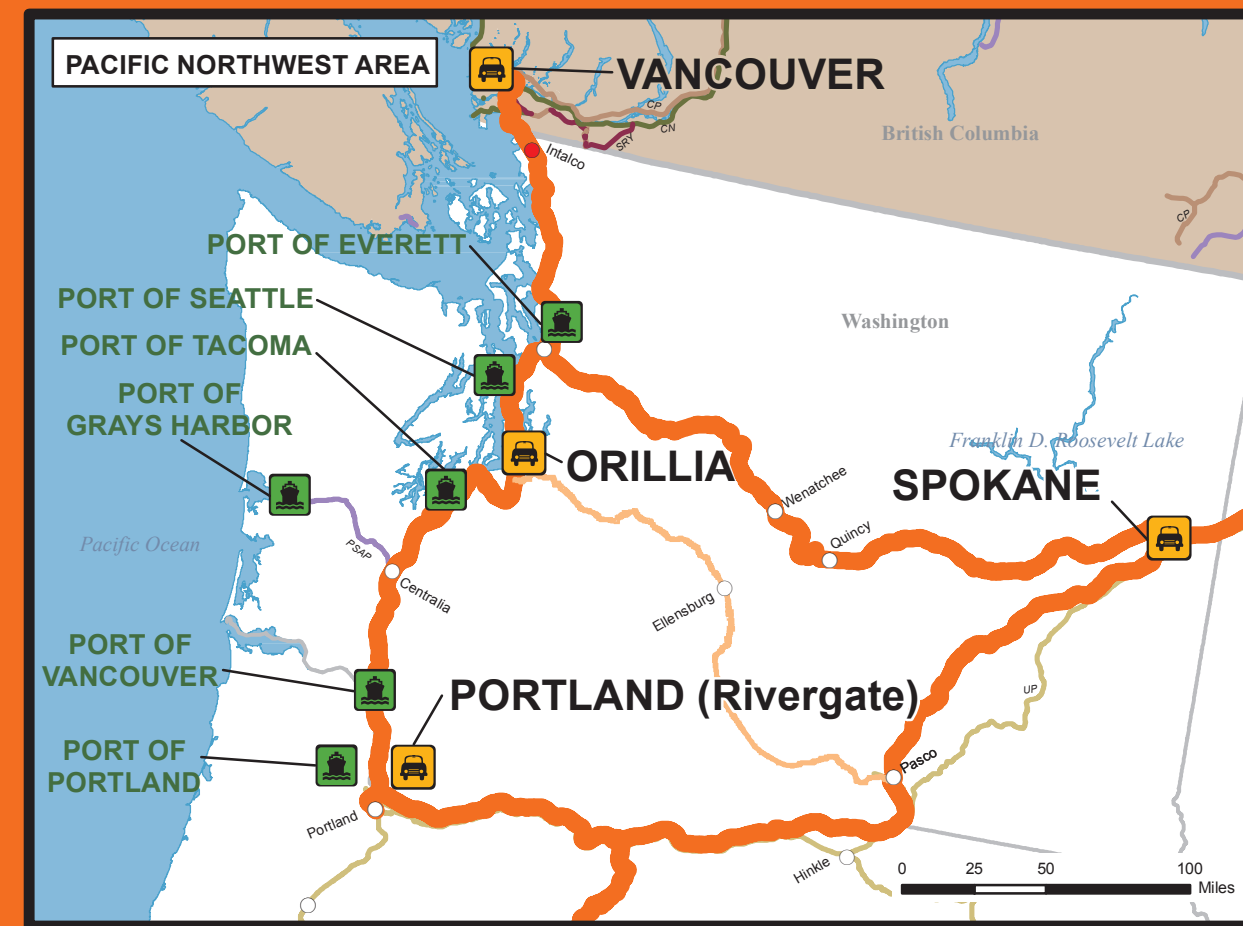 PACIFIC NORTHWEST AREA
VANCOUVER
CP
CN
SRY
British Columbia
Intalco
CP
PORT OF EVERETT
PORT OF SEATTLE
Washington
PORT OF TACOMA
PORT OF
GRAYS HARBOR
Franklin D. Roosevelt Lake
ORILLIA
SPOKANE
Wenatchee
Quincy
Pacific Ocean
PSAP
Centralia
Ellensburg
PORT OF
VANCOUVER
PORTLAND (Rivergate)
UP
PORT OF
PORTLAND
Pasco
Portland
Hinkle
0 25 50 100
Miles